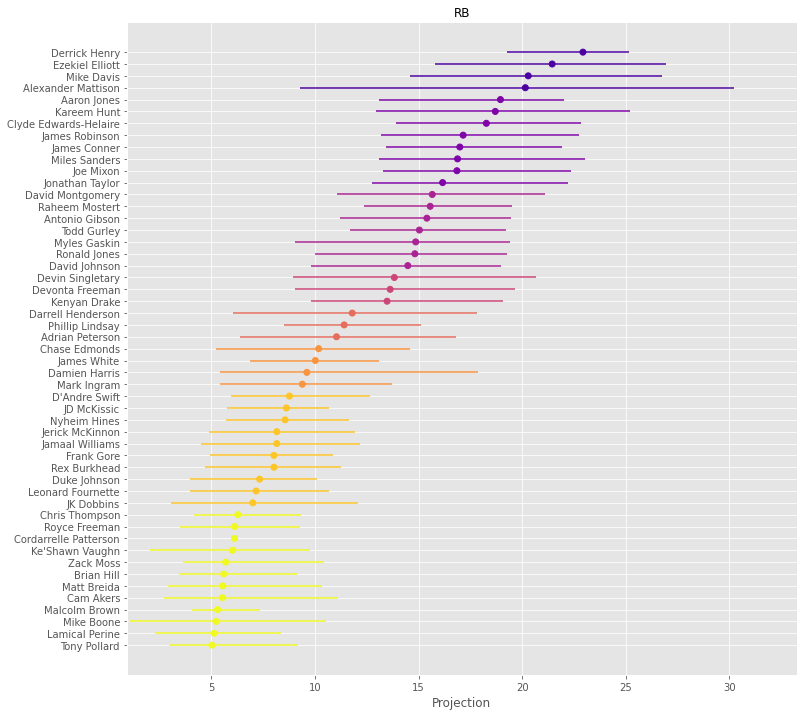 RB
Derrick Henry
Ezekiel Elliott
Mike Davis
Alexander Mattison
Aaron Jones
Kareem Hunt
Clyde Edwards-Helaire
James Robinson
James Conner
Miles Sanders
Joe Mixon
Jonathan Taylor
David Montgomery
Raheem Mostert
Antonio Gibson
Todd Gurley
Myles Gaskin
Ronald Jones
David Johnson
Devin Singletary
Devonta Freeman
Kenyan Drake
Darrell Henderson
Phillip Lindsay
Adrian Peterson
Chase Edmonds
James White
Damien Harris
Mark Ingram
D'Andre Swift
JD McKissic
Nyheim Hines
Jerick McKinnon
Jamaal Williams
Frank Gore
Rex Burkhead
Duke Johnson
Leonard Fournette
JK Dobbins
Chris Thompson
Royce Freeman
Cordarrelle Patterson
Ke'Shawn Vaughn
Zack Moss
Brian Hill
Matt Breida
Cam Akers
Malcolm Brown
Mike Boone
Lamical Perine
Tony Pollard
5 10 15 20 25 30
Projection